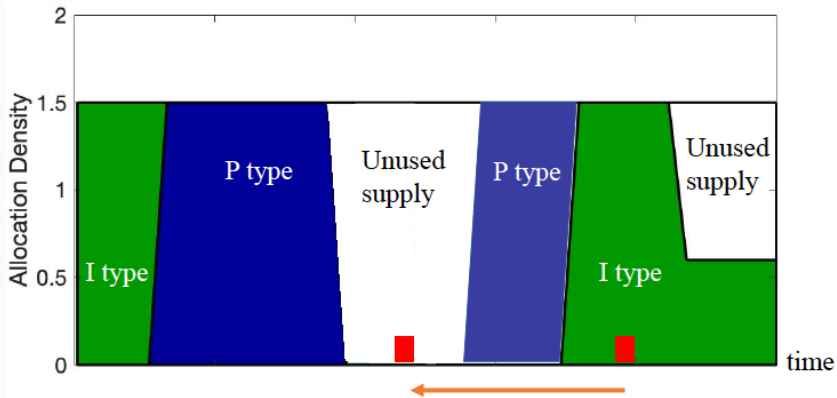 2
1.5
1
0.5
0
Allocation Density
I type
P type
Unused
supply
P type
I type
Unused
supply
time